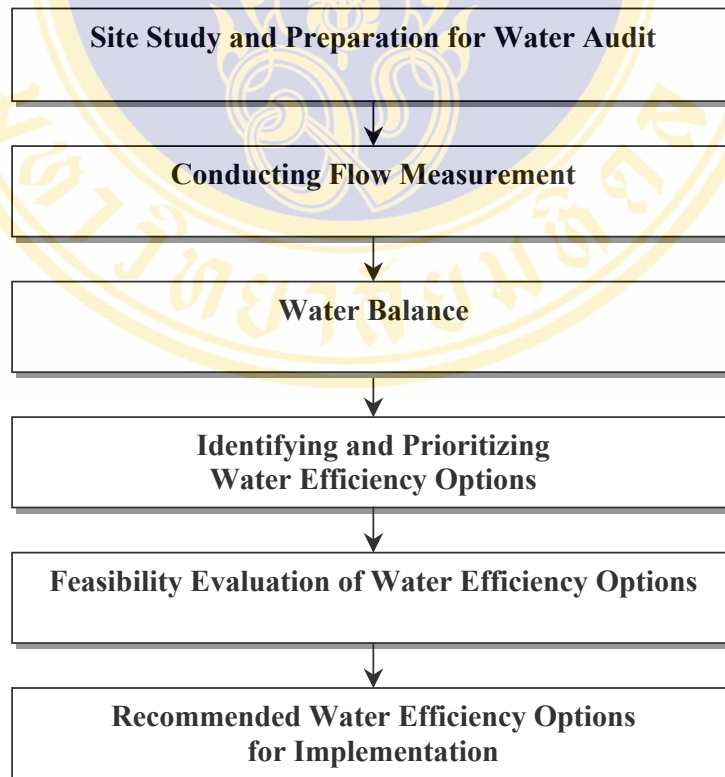 Site Study and Preparation for Water Audit
Conducting Flow Measurement
Water Balance
Identifying and Prioritizing
Water Efficiency Options
Feasibility Evaluation of Water Efficiency Options
Recommended Water Efficiency Options
for Implementation